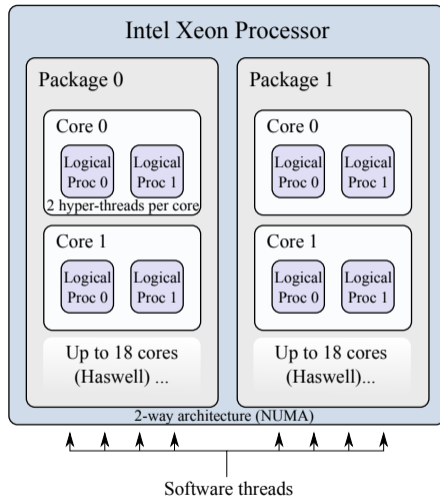 Intel Xeon Processor
Package 0
Core 0
Logical
Proc 0
Logical
Proc 1
2 hyper-threads per core
Core 1
Logical
Proc 0
Logical
Proc 1
Up to 18 cores
(Haswell) ...
Package 1
Core 0
Logical
Proc 0
Logical
Proc 1
Core 1
Logical
Proc 0
Logical
Proc 1
Up to 18 cores
(Haswell)...
2-way architecture (NUMA)
Software threads